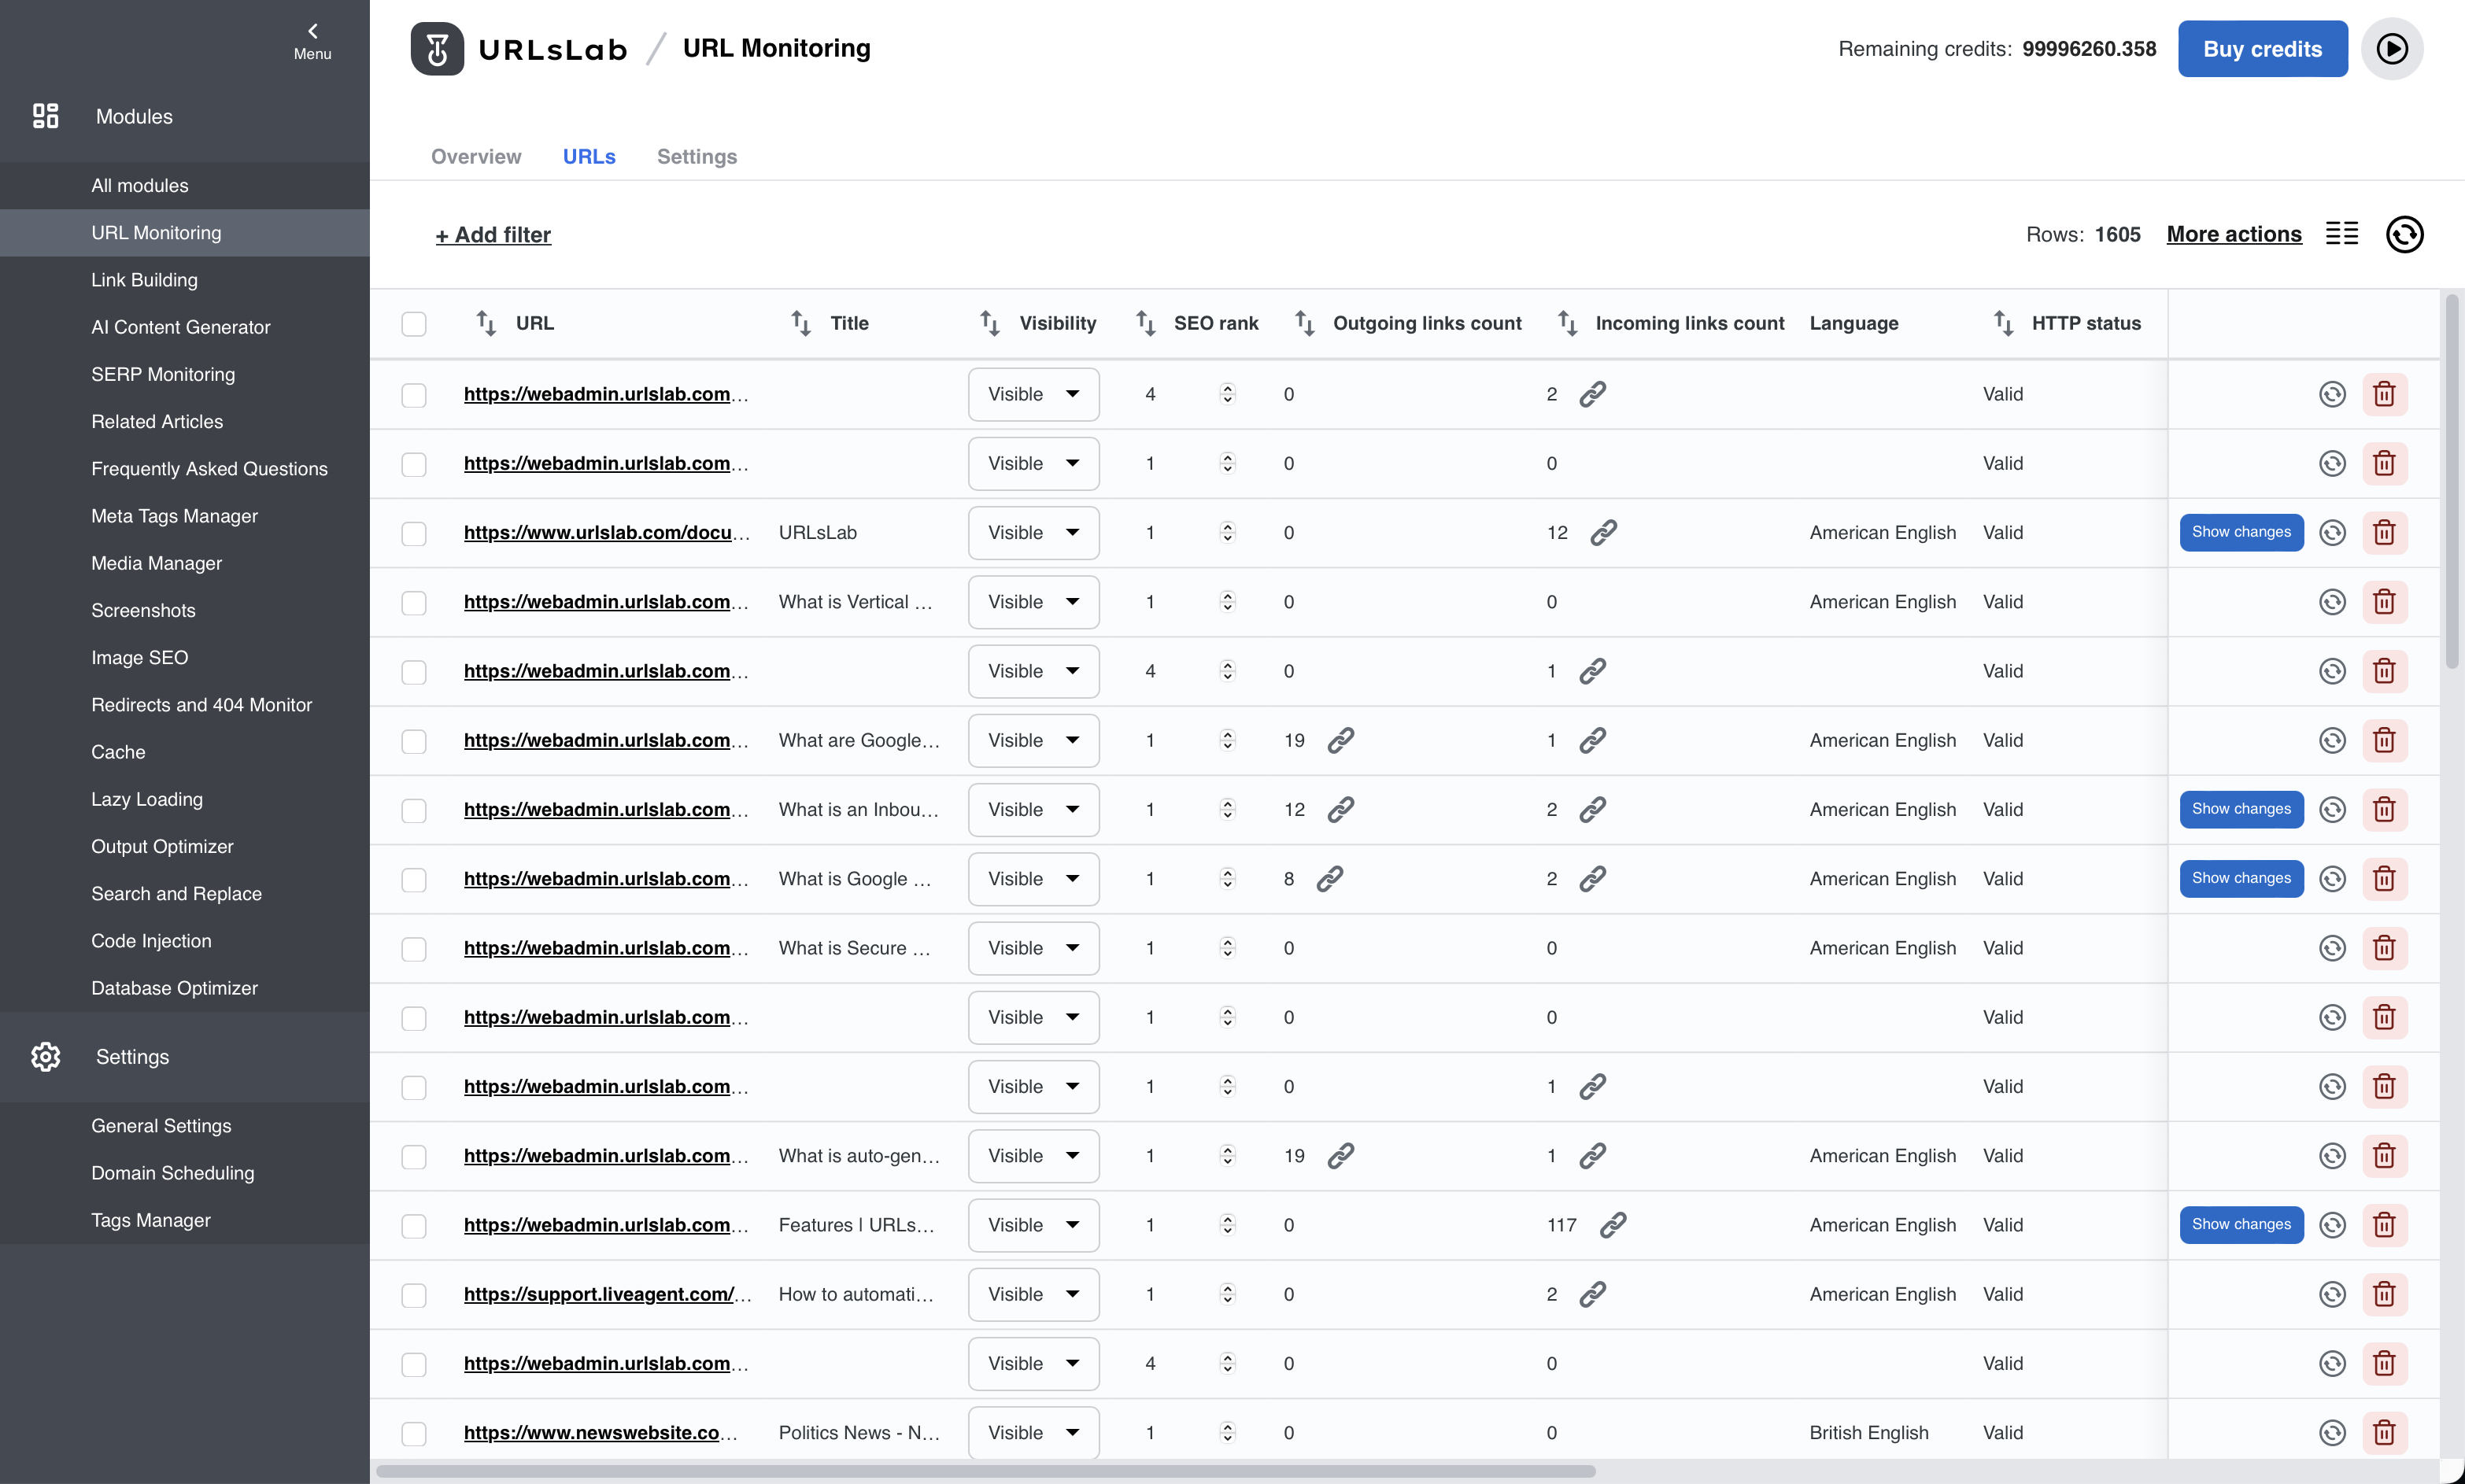 Menu
Modules
All modules
URL Monitoring
Link Building
AI Content Generator
SERP Monitoring
Related Articles
Frequently Asked Questions
Meta Tags Manager
Media Manager
Screenshots
Image SEO
Redirects and 404 Monitor
Cache
Lazy Loading
Output Optimizer
Search and Replace
Code Injection
Database Optimizer
Settings
General Settings
Domain Scheduling
Tags Manager
URLsLab / URL Monitoring
Remaining credits: 99996260.358 Buy credits
Overview URLs Settings
+ Add filter
Rows: 1605 More actions
URL Title Visibility SEO rank Outgoing links count Incoming links count Language HTTP status
https://webadmin.urlslab.com… Visible 4 0 2 Valid
https://webadmin.urlslab.com… Visible 1 0 0 Valid
https://www.urlslab.com/docu… URLsLab Visible 1 0 12 American English Valid Show changes
https://webadmin.urlslab.com… What is Vertical … Visible 1 0 0 American English Valid
https://webadmin.urlslab.com… Visible 4 0 1 Valid
https://webadmin.urlslab.com… What are Google… Visible 1 19 1 American English Valid
https://webadmin.urlslab.com… What is an Inbou… Visible 1 12 2 American English Valid Show changes
https://webadmin.urlslab.com… What is Google … Visible 1 8 2 American English Valid Show changes
https://webadmin.urlslab.com… What is Secure … Visible 1 0 0 American English Valid
https://webadmin.urlslab.com… Visible 1 0 0 Valid
https://webadmin.urlslab.com… Visible 1 0 1 Valid
https://webadmin.urlslab.com… What is auto-gen… Visible 1 19 1 American English Valid
https://webadmin.urlslab.com… Features | URLs… Visible 1 0 117 American English Valid Show changes
https://support.liveagent.com/… How to automati… Visible 1 0 2 American English Valid
https://webadmin.urlslab.com… Visible 4 0 0 Valid
https://www.newswebsite.co… Politics News - N… Visible 1 0 0 British English Valid